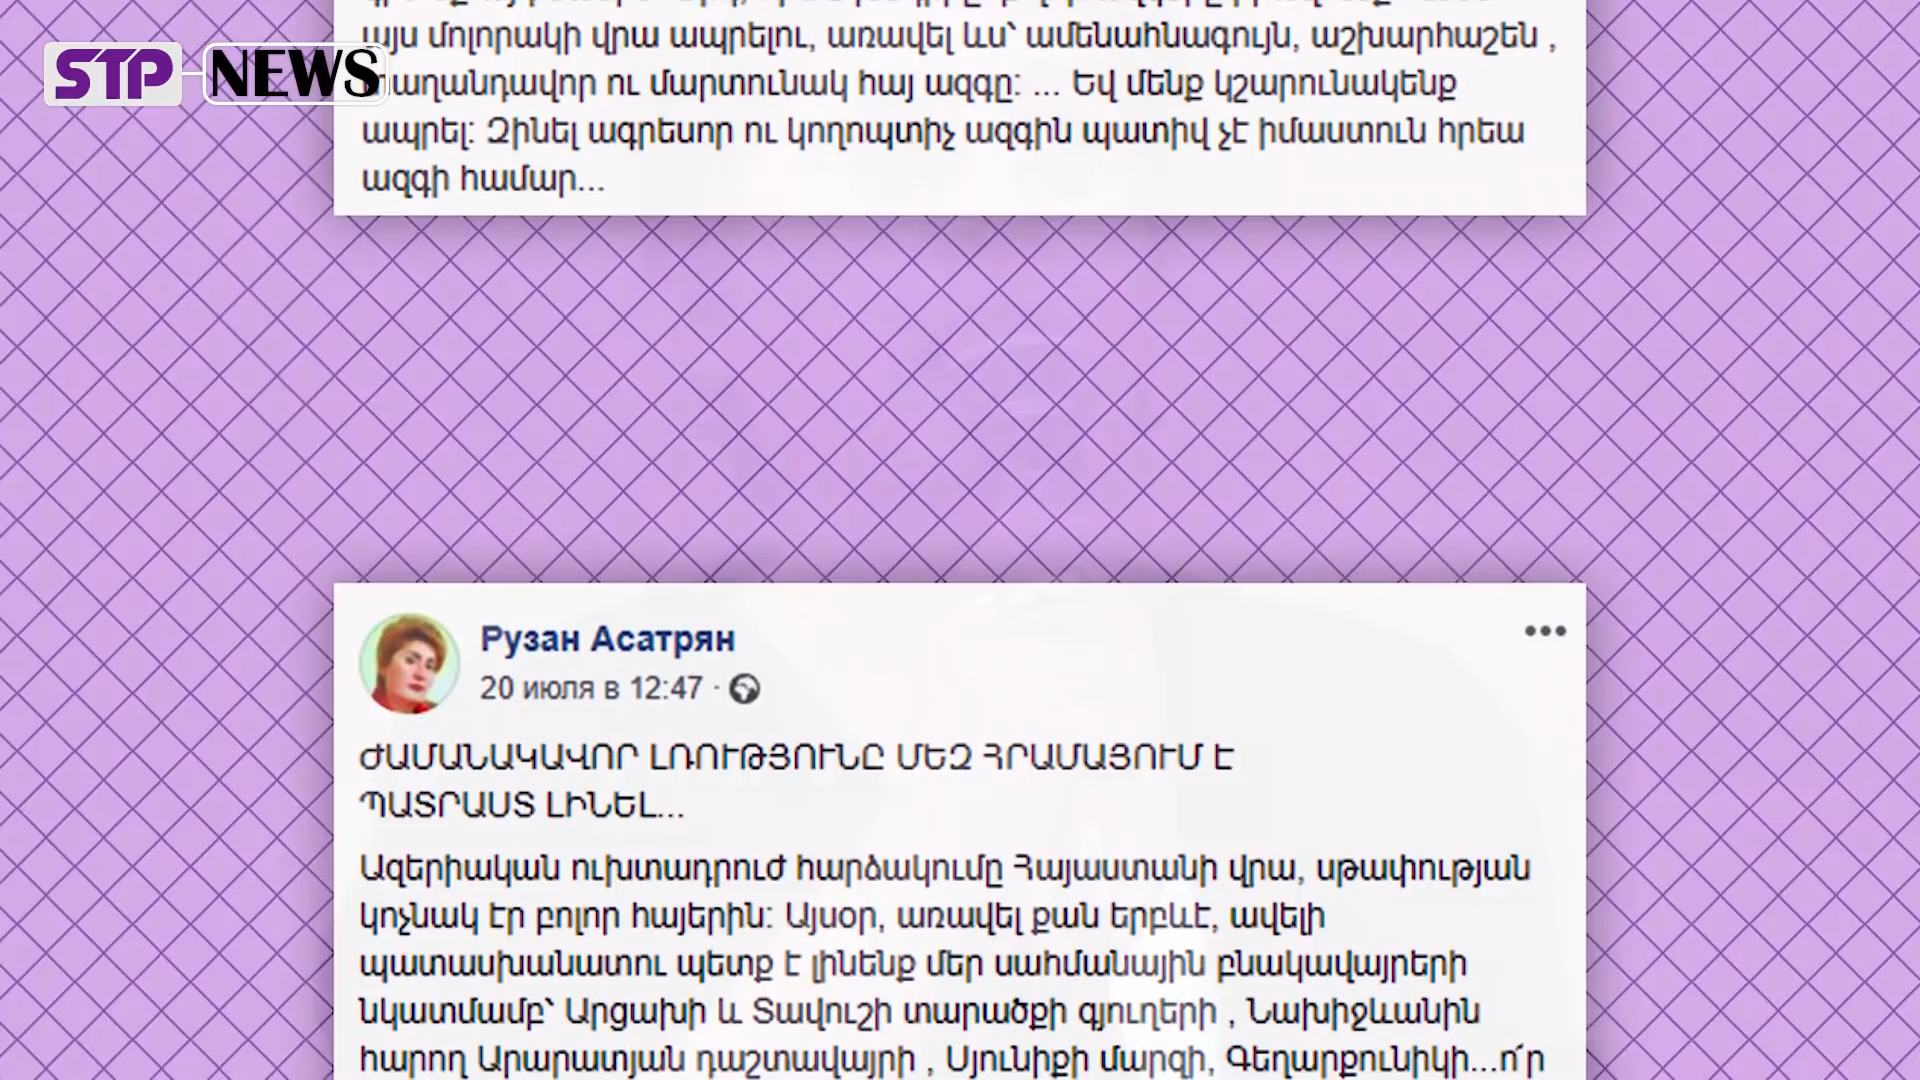 այս մոլորակի վրա ապրելու, առավել ևս՝ ամենահնագույն, աշխարհաշեն ,
STP NEWS
ու մարտունակ հայ ազգը։ ... Եվ մենք կշարունակենք
ապրել։ Զինել ագրեսոր ու կողոպտիչ ազգին պատիվ չէ իմաստուն հրեա
ազգի համար...
Рузан Асатрян
20 июля в 12:47 ·
ԺԱՄԱՆԱԿԱՎՈՐ ԼՌՈՒԹՅՈՒՆԸ ՄԵԶ ՀՐԱՄԱՅՈՒՄ Է
ՊԱՏՐԱՍՏ ԼԻՆԵԼ...
Ազերիական ուխտադրուժ հարձակումը Հայաստանի վրա, սթափության
կոչնակ էր բոլոր հայերին։ Այսօր, առավել քան երբևէ, ավելի
պատասխանատու պետք է լինենք մեր սահմանային բնակավայրերի
նկատմամբ՝ Արցախի և Տավուշի տարածքի գյուղերի , Նախիջևանին
հարող Արարատյան դաշտավայրի , Սյունիքի մարզի, Գեղարքունիկի...ո՛ր